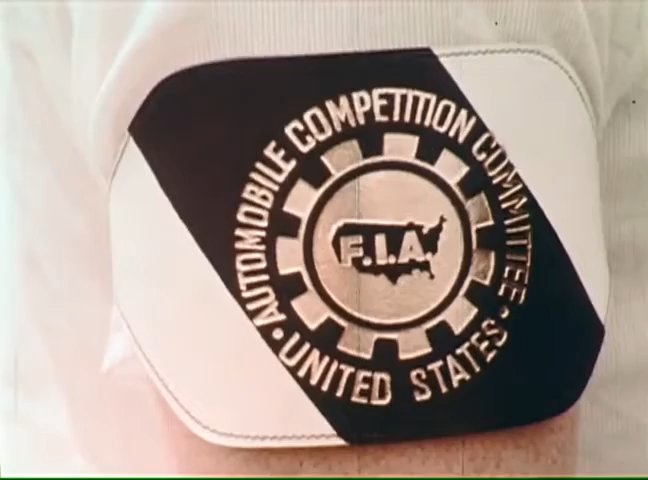 AUTOMOBILE COMPETITION COMMITTEE
F.I.A.
• UNITED STATES •